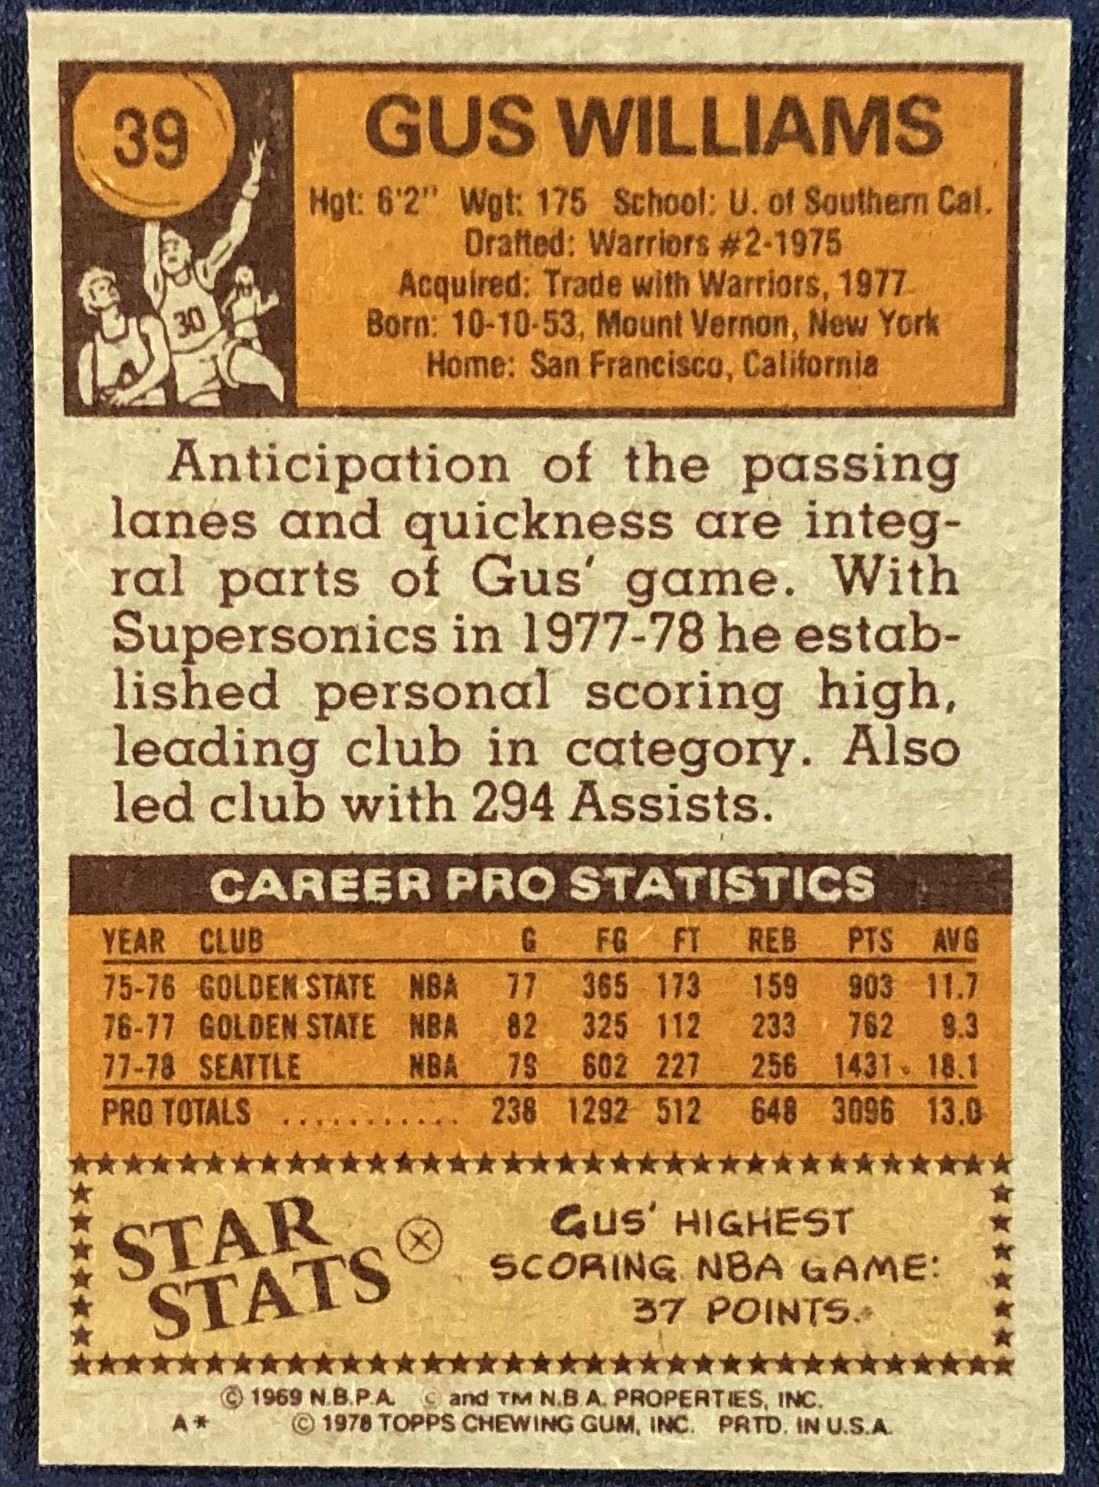 39
GUS WILLIAMS
Hgt: 6'2" Wgt: 175 School: U. of Southern Cal.
Drafted: Warriors #2-1975
Acquired: Trade with Warriors, 1977
Born: 10-10-53, Mount Vernon, New York
Home: San Francisco, California
30
Anticipation of the passing
lanes and quickness are integ-
ral parts of Gus' game. With
Supersonics in 1977-78 he estab-
lished personal scoring high,
leading club in category. Also
led club with 294 Assists.
CAREER PRO STATISTICS
YEAR CLUB G FG FT REB PTS AVG
75-76 GOLDEN STATE NBA 77 365 173 159 903 11.7
76-77 GOLDEN STATE NBA 82 325 112 233 762 9.3
77-78 SEATTLE NBA 79 602 227 256 1431 18.1
PRO TOTALS ........... 238 1292 512 648 3096 13.0
STAR
STATS
GUS' HIGHEST
SCORING NBA GAME:
37 POINTS.
© 1969 N.B.P.A. © and TM N.B.A. PROPERTIES, INC.
A* © 1978 TOPPS CHEWING GUM, INC. PRTD. IN U.S.A.